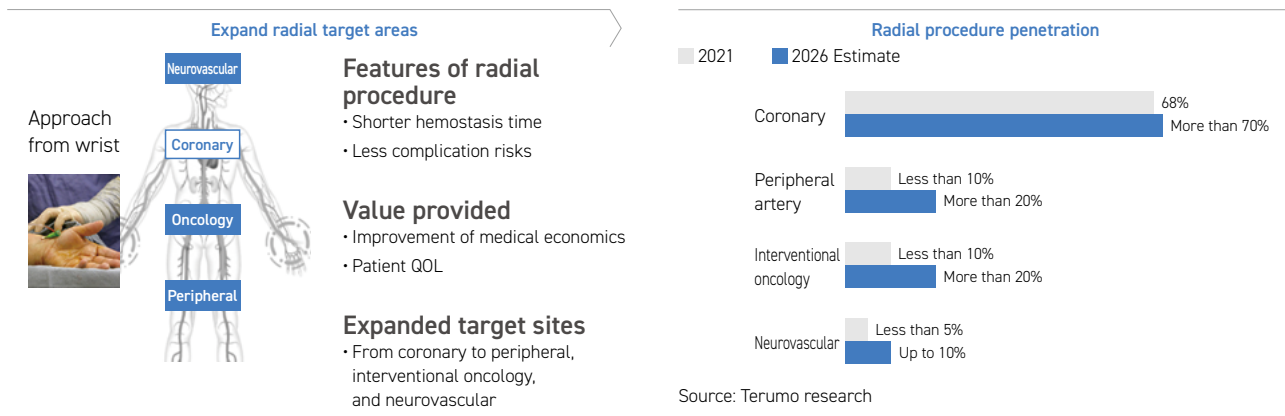 Expand radial target areas
Approach
from wrist
Neurovascular
Coronary
Oncology
Peripheral
Features of radial
procedure
・Shorter hemostasis time
・Less complication risks
Value provided
・Improvement of medical economics
・Patient QOL
Expanded target sites
・From coronary to peripheral,
interventional oncology,
and neurovascular
Radial procedure penetration
2021
2026 Estimate
Coronary
68%
More than 70%
Peripheral
artery
Less than 10%
More than 20%
Interventional
oncology
Less than 10%
More than 20%
Neurovascular
Less than 5%
Up to 10%
Source: Terumo research